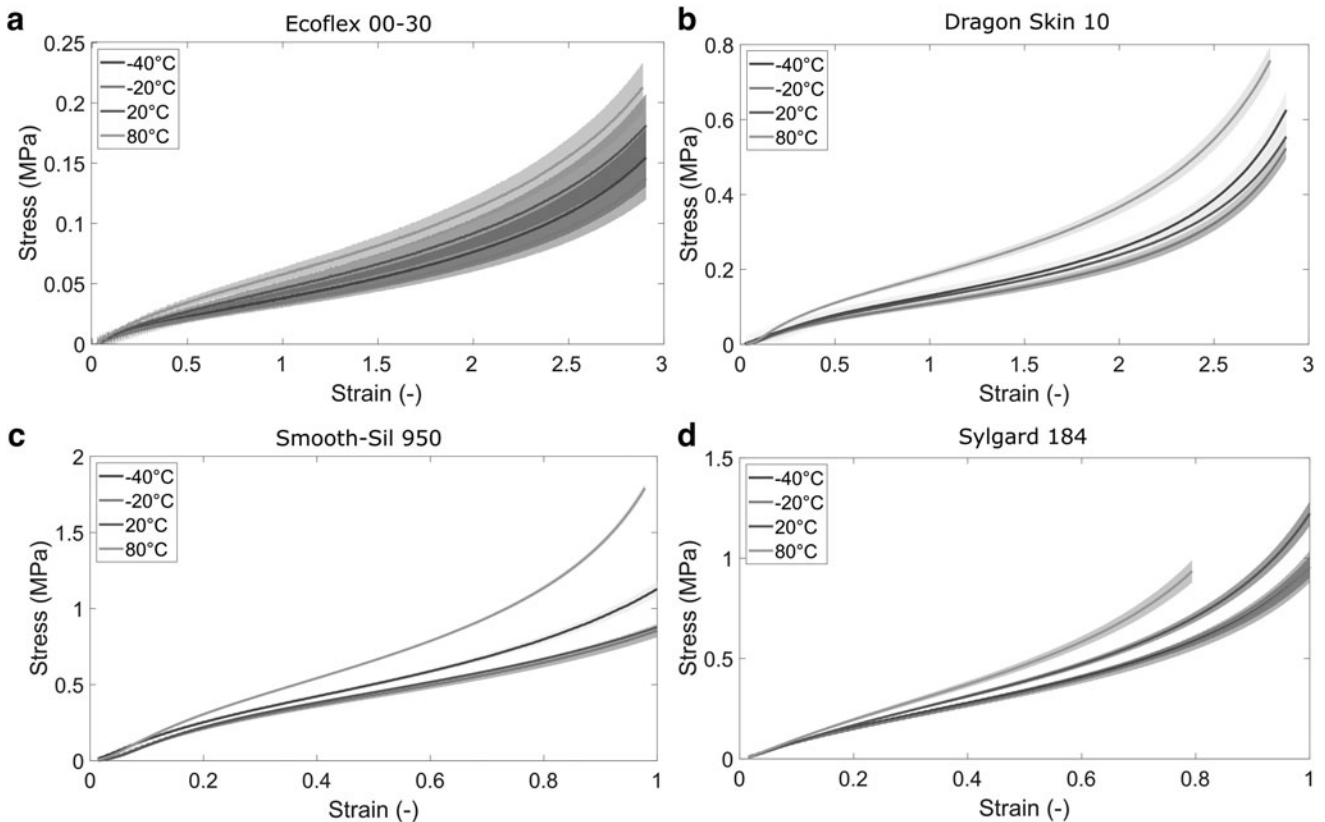 a
Ecoflex 00-30
-40°C
-20°C
20°C
80°C
Stress (MPa)
0.25
0.2
0.15
0.1
0.05
0
0 0.5 1 1.5 2 2.5 3
Strain (-)
b
Dragon Skin 10
-40°C
-20°C
20°C
80°C
Stress (MPa)
0.8
0.6
0.4
0.2
0
0 0.5 1 1.5 2 2.5 3
Strain (-)
c
Smooth-Sil 950
-40°C
-20°C
20°C
80°C
Stress (MPa)
2
1.5
1
0.5
0
0 0.2 0.4 0.6 0.8 1
Strain (-)
d
Sylgard 184
-40°C
-20°C
20°C
80°C
Stress (MPa)
1.5
1
0.5
0
0 0.2 0.4 0.6 0.8 1
Strain (-)